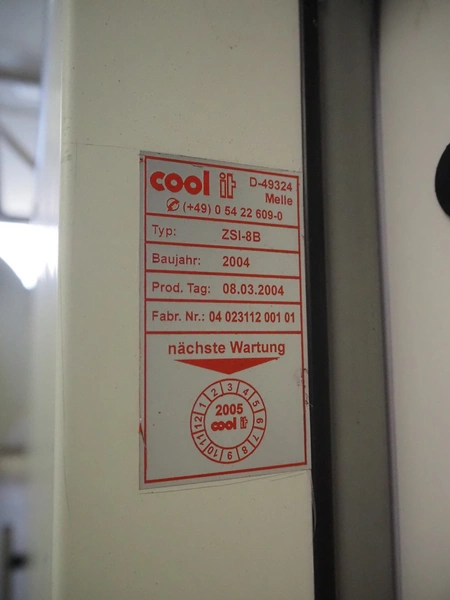 cool it
D-49324
Melle
✆ (+49) 0 54 22 609-0
Typ: ZSI-8B
Baujahr: 2004
Prod. Tag: 08.03.2004
Fabr. Nr.: 04 023112 001 01
nächste Wartung
1 2 3 4 5 6 7 8 9 10 11 12
2005
cool it